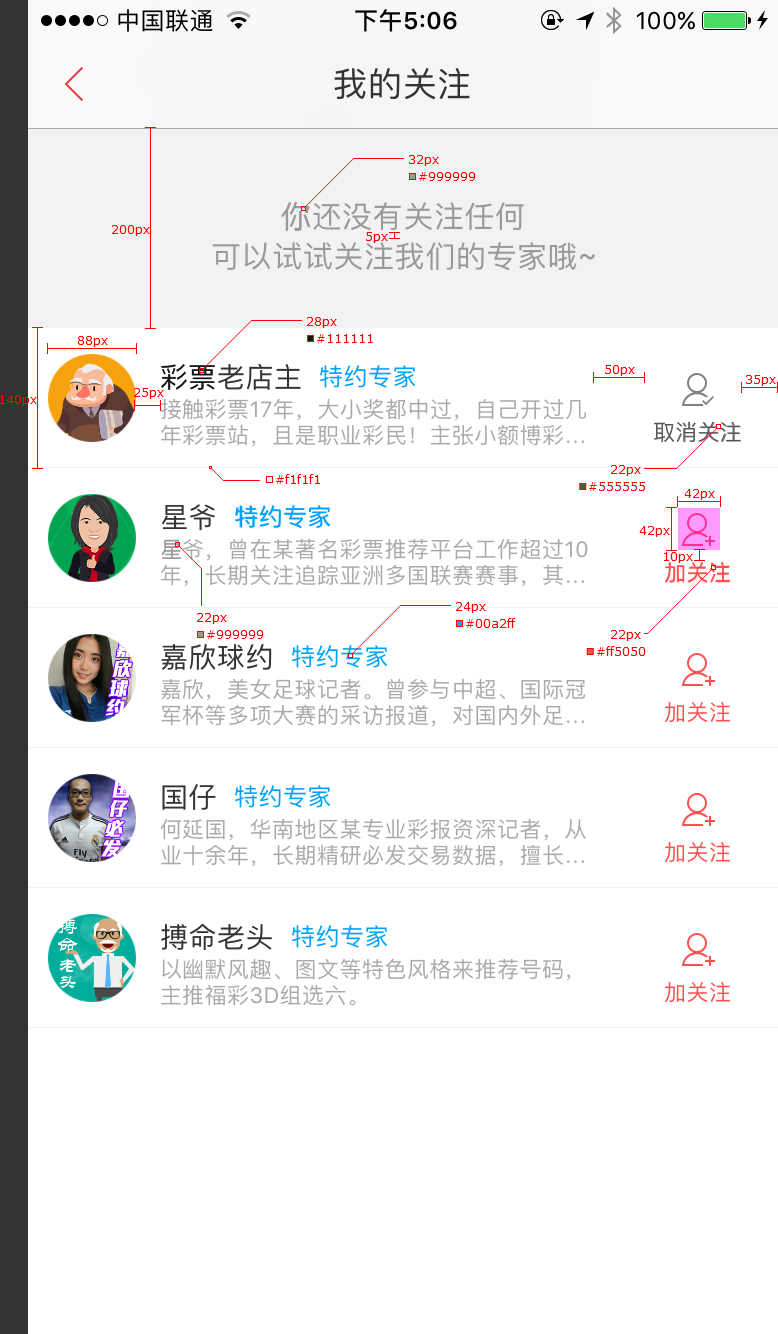 中国联通 下午5:06 100%
我的关注
32px
#999999
200px
你还没有关注任何
5px
可以试试关注我们的专家哦~
28px
#111111
88px
140px
25px
彩票老店主 特约专家
50px
35px
接触彩票17年，大小奖都中过，自己开过几
年彩票站，且是职业彩民！主张小额博彩...
取消关注
22px
#555555
#f1f1f1
42px
42px
10px
星爷 特约专家
星爷，曾在某著名彩票推荐平台工作超过10
年，长期关注追踪亚洲多国联赛赛事，其...
加关注
22px
#999999
24px
#00a2ff
22px
#ff5050
嘉欣球约 特约专家
嘉欣，美女足球记者。曾参与中超、国际冠
军杯等多项大赛的采访报道，对国内外足...
加关注
嘉欣球约
国仔 特约专家
何延国，华南地区某专业彩报资深记者，从
业十余年，长期精研必发交易数据，擅长...
加关注
国仔必发
Fly
搏命老头 特约专家
以幽默风趣、图文等特色风格来推荐号码，
主推福彩3D组选六。
加关注
搏命老头